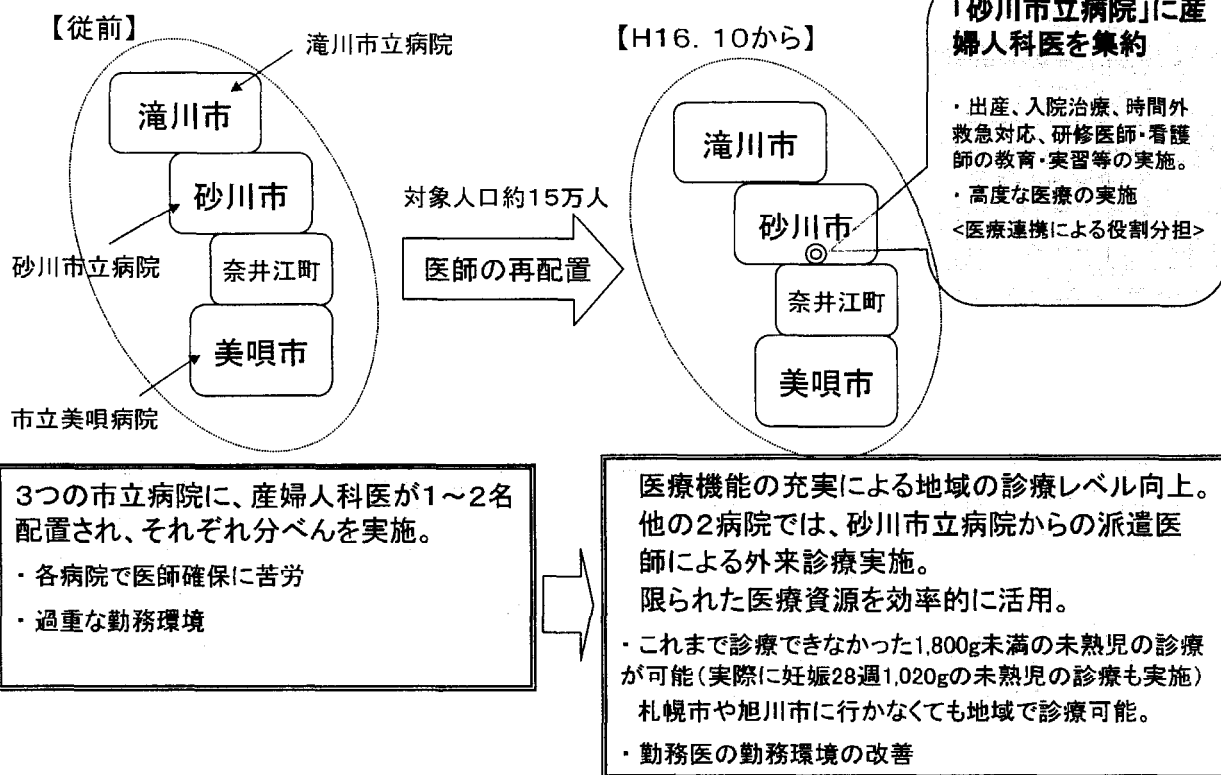 【従前】
滝川市立病院
滝川市
砂川市
砂川市立病院
奈井江町
美唄市
市立美唄病院
対象人口約15万人
医師の再配置
【H16. 10から】
滝川市
砂川市
奈井江町
美唄市
「砂川市立病院」に産
婦人科医を集約
・出産、入院治療、時間外
救急対応、研修医師・看護
師の教育・実習等の実施。
・高度な医療の実施
<医療連携による役割分担>
3つの市立病院に、産婦人科医が1～2名
配置され、それぞれ分べんを実施。
・各病院で医師確保に苦労
・過重な勤務環境
医療機能の充実による地域の診療レベル向上。
他の2病院では、砂川市立病院からの派遣医
師による外来診療実施。
限られた医療資源を効率的に活用。
・これまで診療できなかった1,800g未満の未熟児の診療
が可能(実際に妊娠28週1,020gの未熟児の診療も実施)
札幌市や旭川市に行かなくても地域で診療可能。
・勤務医の勤務環境の改善